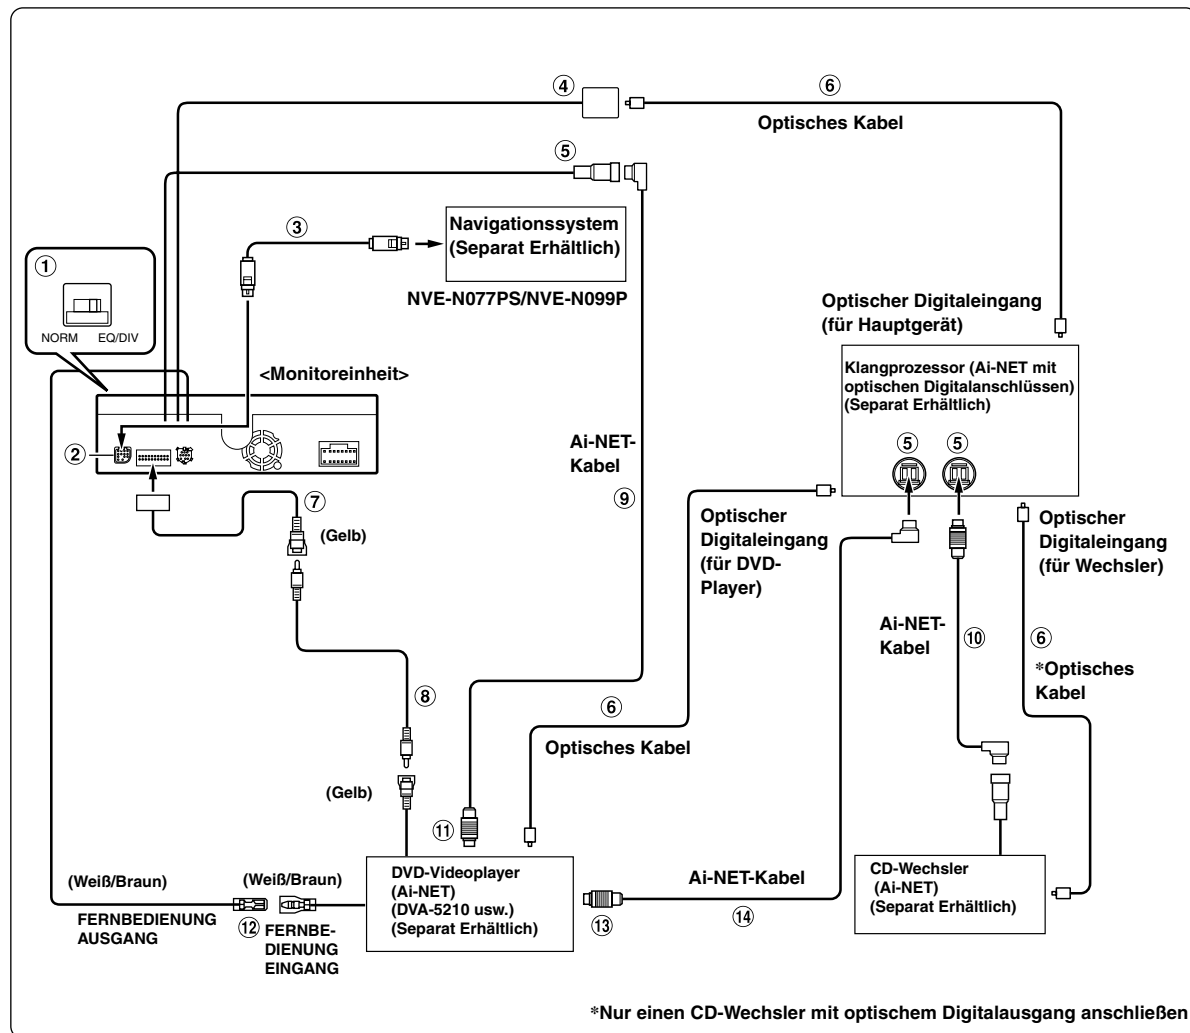 ④
⑥
Optisches Kabel
⑤
③
Navigationssystem
(Separat Erhältlich)
NVE-N077PS/NVE-N099P
①
NORM
EQ/DIV
Optischer Digitaleingang
(für Hauptgerät)
<Monitoreinheit>
Klangprozessor (Ai-NET mit
optischen Digitalanschlüssen)
(Separat Erhältlich)
②
Ai-NET-
Kabel
⑤
⑤
⑨
⑦
(Gelb)
Optischer
Digitaleingang
(für DVD-
Player)
Optischer
Digitaleingang
(für Wechsler)
Ai-NET-
Kabel
⑩
⑥
*Optisches
Kabel
⑧
⑥
Optisches Kabel
(Gelb)
⑪
(Weiß/Braun)
(Weiß/Braun)
FERNBEDIENUNG
AUSGANG
⑫
FERNBE-
DIENUNG
EINGANG
DVD-Videoplayer
(Ai-NET)
(DVA-5210 usw.)
(Separat Erhältlich)
⑬
Ai-NET-Kabel
⑭
CD-Wechsler
(Ai-NET)
(Separat Erhältlich)
*Nur einen CD-Wechsler mit optischem Digitalausgang anschließen